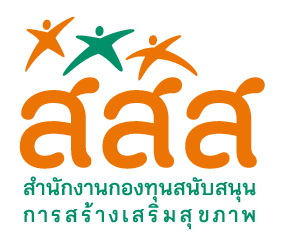 สสส
สำนักงานกองทุนสนับสนุน
การสร้างเสริมสุขภาพ